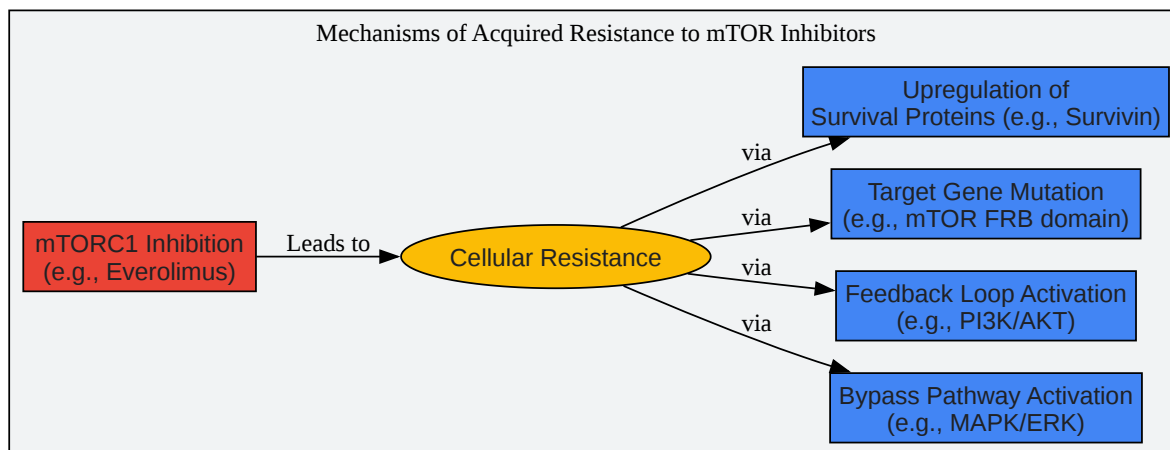 Mechanisms of Acquired Resistance to mTOR Inhibitors
mTORC1 Inhibition
(e.g., Everolimus)
Leads to
Cellular Resistance
via
via
via
via
Upregulation of
Survival Proteins (e.g., Survivin)
Target Gene Mutation
(e.g., mTOR FRB domain)
Feedback Loop Activation
(e.g., PI3K/AKT)
Bypass Pathway Activation
(e.g., MAPK/ERK)